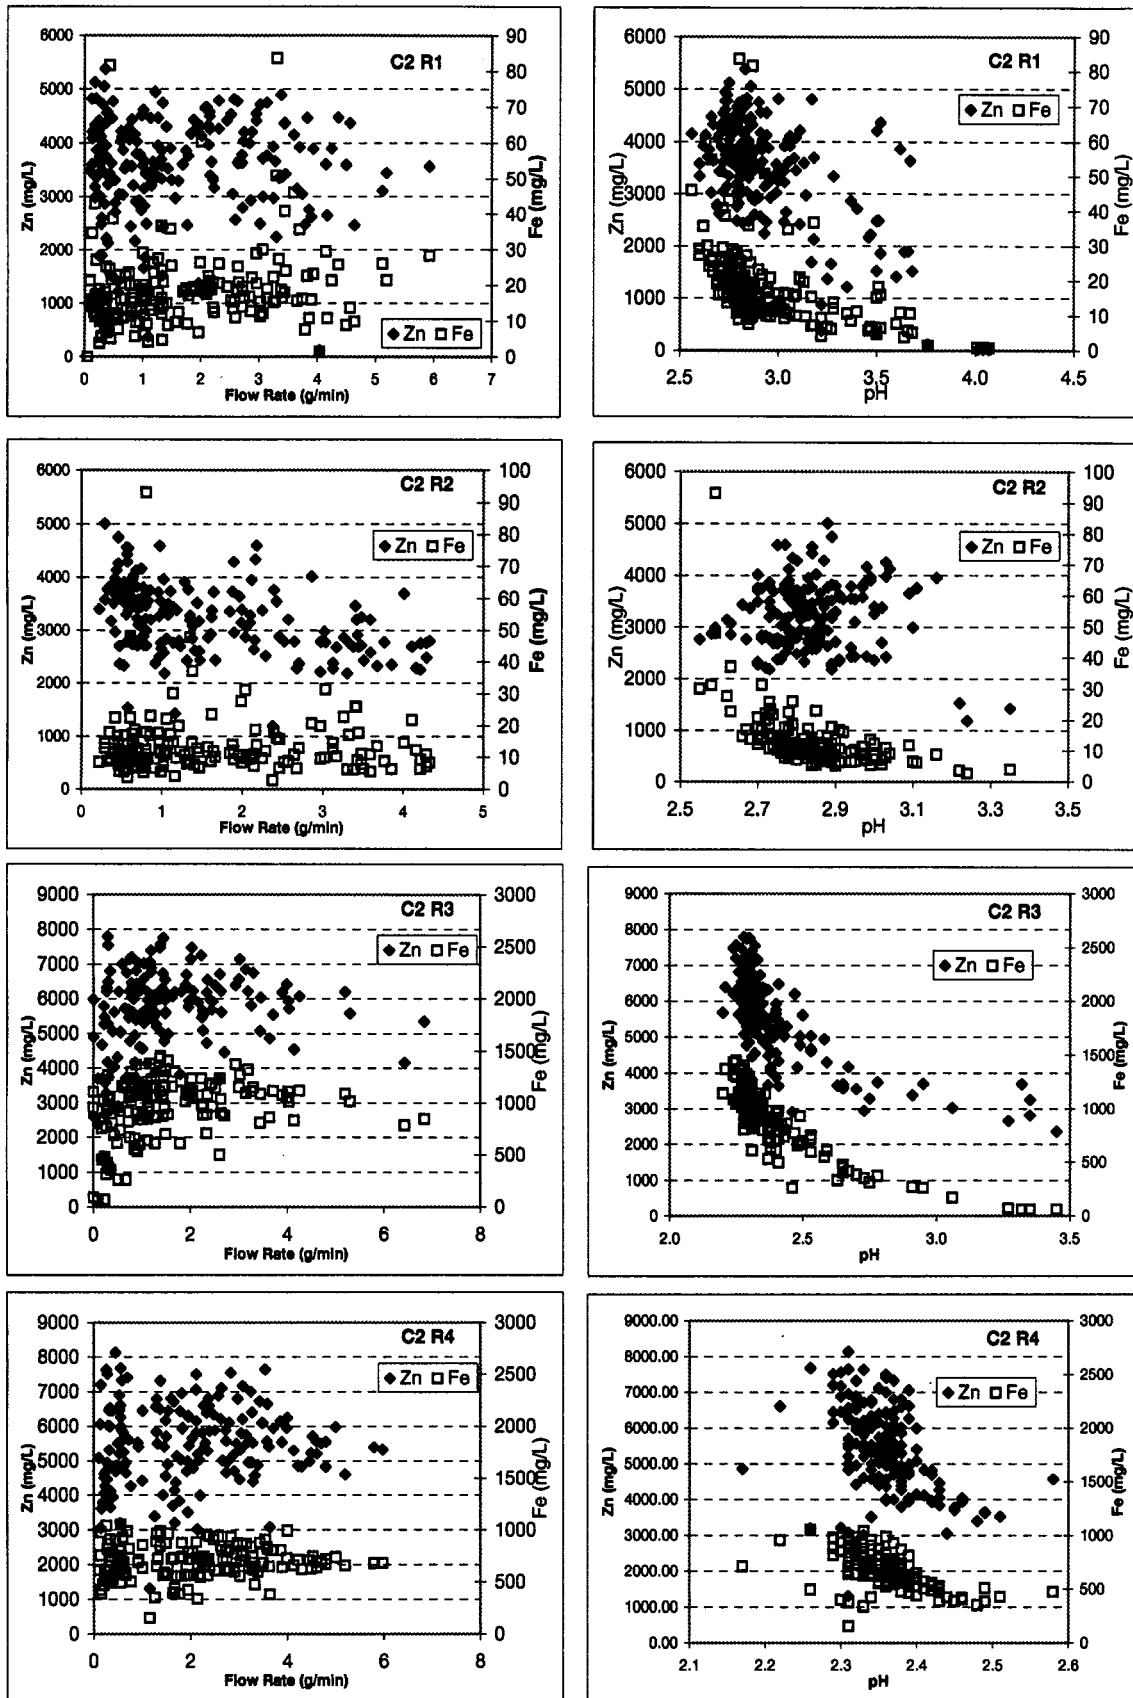 C2 R1
6000
5000
4000
3000
2000
1000
0
Zn (mg/L)
90
80
70
60
50
40
30
20
10
0
Fe (mg/L)
Zn Fe
0 1 2 3 4 5 6 7
Flow Rate (g/min)
C2 R1
6000
5000
4000
3000
2000
1000
0
Zn (mg/L)
90
80
70
60
50
40
30
20
10
0
Fe (mg/L)
Zn Fe
2.5 3.0 3.5 4.0 4.5
pH
C2 R2
6000
5000
4000
3000
2000
1000
0
Zn (mg/L)
100
90
80
70
60
50
40
30
20
10
0
Fe (mg/L)
Zn Fe
0 1 2 3 4 5
Flow Rate (g/min)
C2 R2
6000
5000
4000
3000
2000
1000
0
Zn (mg/L)
100
90
80
70
60
50
40
30
20
10
0
Fe (mg/L)
Zn Fe
2.5 2.7 2.9 3.1 3.3 3.5
pH
C2 R3
9000
8000
7000
6000
5000
4000
3000
2000
1000
0
Zn (mg/L)
3000
2500
2000
1500
1000
500
0
Fe (mg/L)
Zn Fe
0 2 4 6 8
Flow Rate (g/min)
C2 R3
9000
8000
7000
6000
5000
4000
3000
2000
1000
0
Zn (mg/L)
3000
2500
2000
1500
1000
500
0
Fe (mg/L)
Zn Fe
2.0 2.5 3.0 3.5
pH
C2 R4
9000
8000
7000
6000
5000
4000
3000
2000
1000
0
Zn (mg/L)
3000
2500
2000
1500
1000
500
0
Fe (mg/L)
Zn Fe
0 2 4 6 8
Flow Rate (g/min)
C2 R4
9000.00
8000.00
7000.00
6000.00
5000.00
4000.00
3000.00
2000.00
1000.00
0.00
Zn (mg/L)
3000
2500
2000
1500
1000
500
0
Fe (mg/L)
Zn Fe
2.1 2.2 2.3 2.4 2.5 2.6
pH